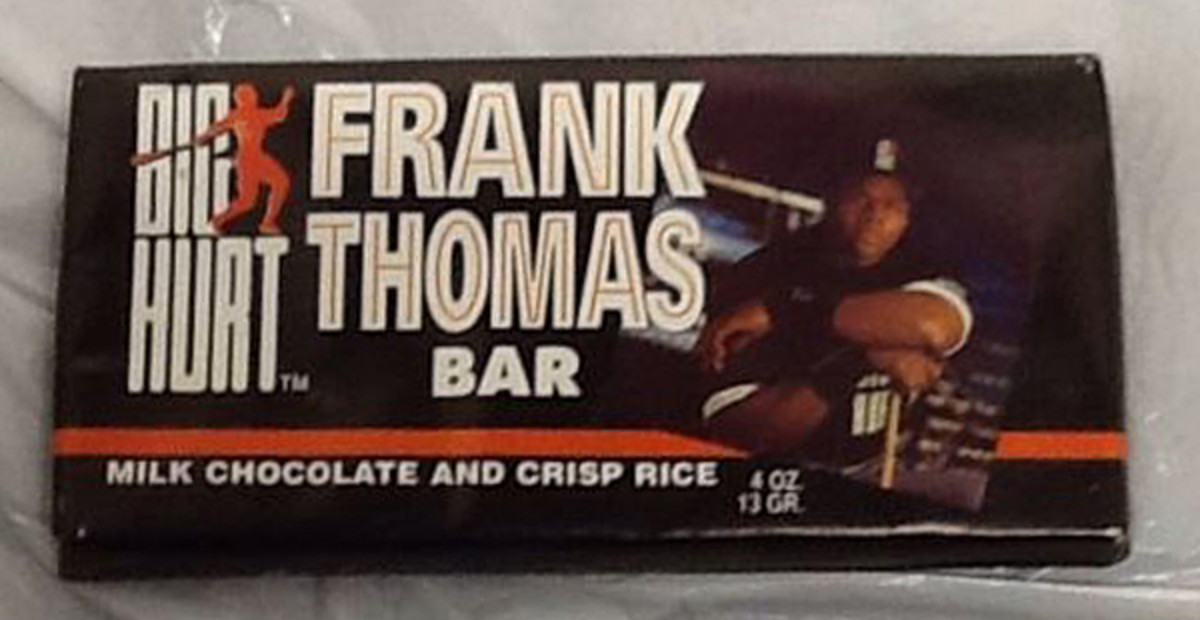 BIG
HURT™
FRANK
THOMAS
BAR
MILK CHOCOLATE AND CRISP RICE
4 OZ.
13 GR.